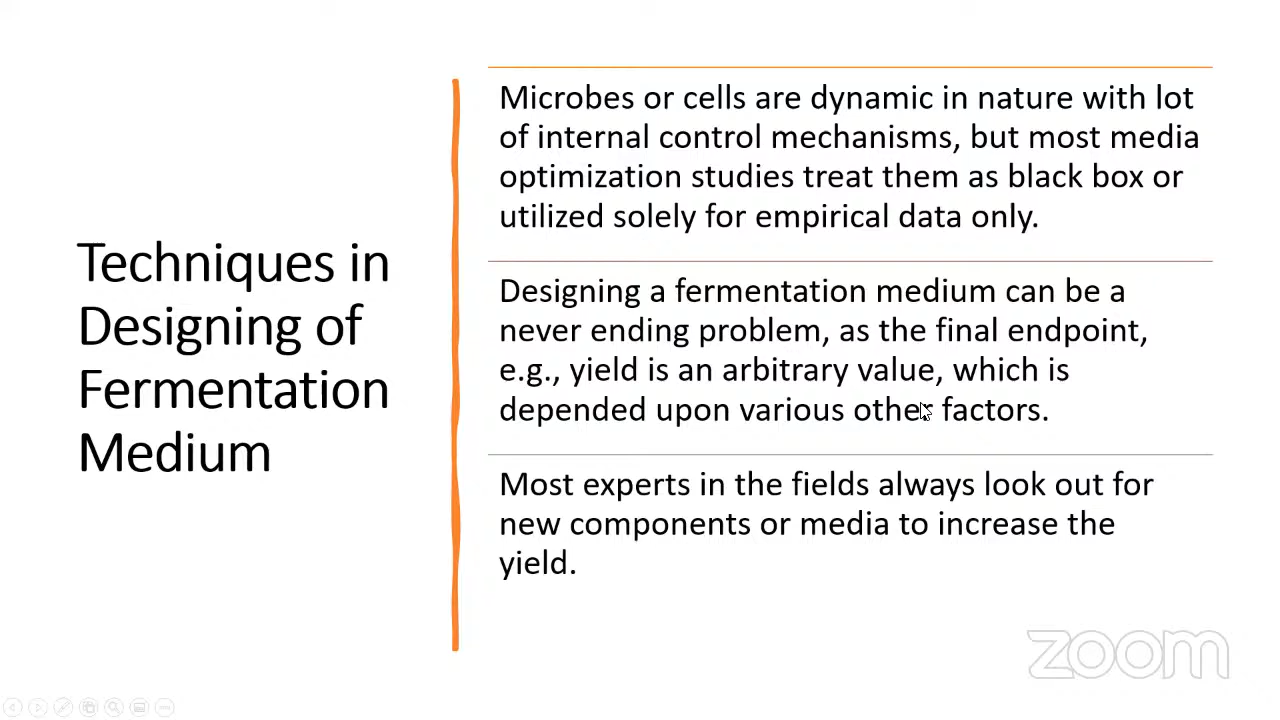 Techniques in
Designing of
Fermentation
Medium
Microbes or cells are dynamic in nature with lot
of internal control mechanisms, but most media
optimization studies treat them as black box or
utilized solely for empirical data only.
Designing a fermentation medium can be a
never ending problem, as the final endpoint,
e.g., yield is an arbitrary value, which is
depended upon various other factors.
Most experts in the fields always look out for
new components or media to increase the
yield.
zoom